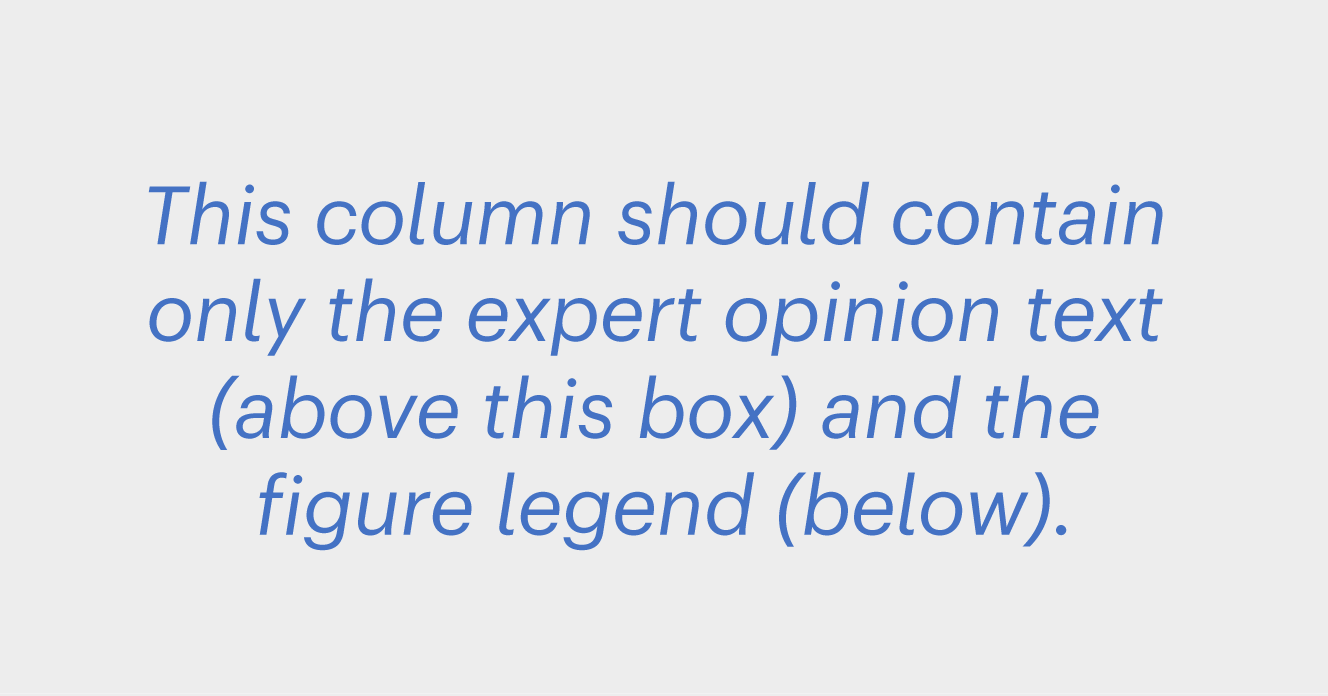 This column should contain
only the expert opinion text
(above this box) and the
figure legend (below).